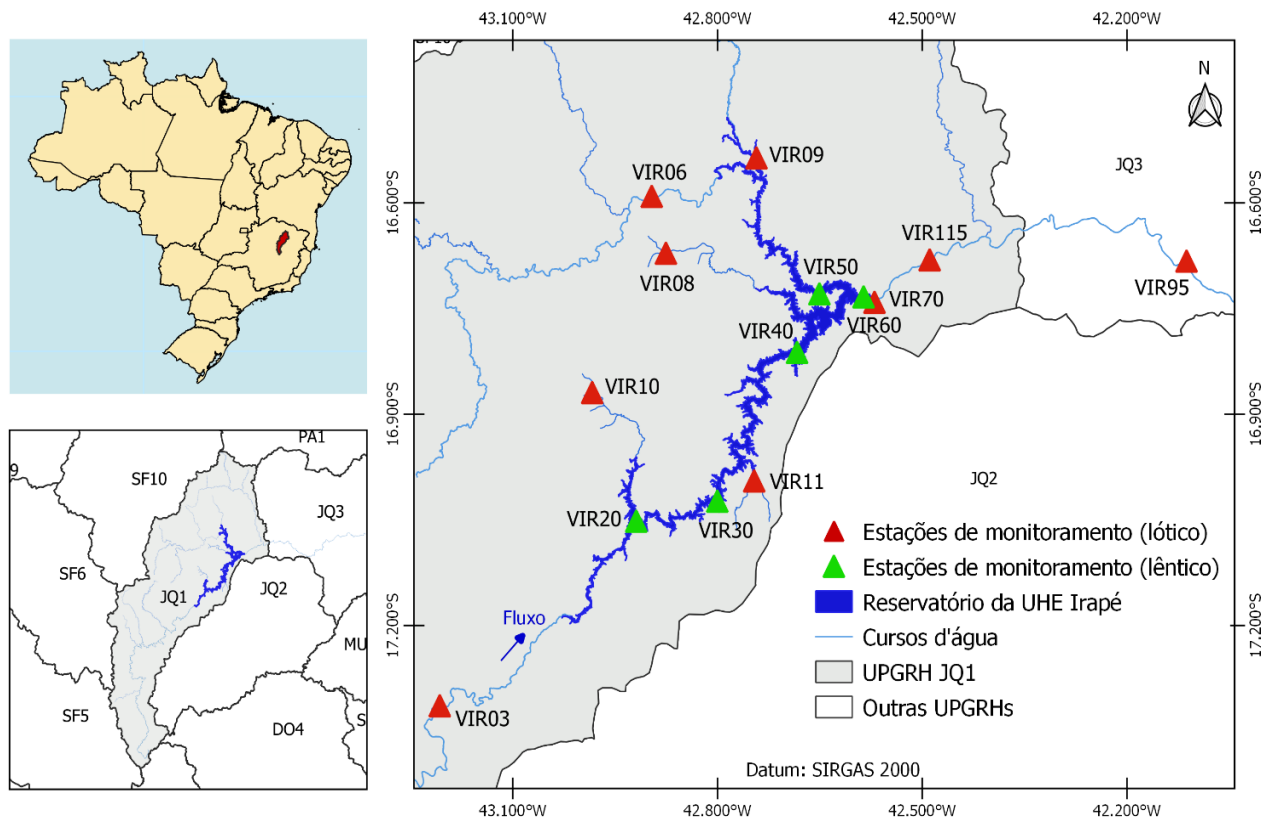 43.100°W
42.800°W
42.500°W
42.200°W
N
JQ3
16.600°S
16.600°S
VIR09
VIR06
VIR08
VIR115
VIR95
VIR50
VIR70
VIR60
VIR40
VIR10
16.900°S
16.900°S
VIR11
VIR30
VIR20
JQ2
Fluxo
VIR03
17.200°S
17.200°S
Estações de monitoramento (lótico)
Estações de monitoramento (lêntico)
Reservatório da UHE Irapé
Cursos d'água
UPGRH JQ1
Outras UPGRHs
Datum: SIRGAS 2000
43.100°W
42.800°W
42.500°W
42.200°W
PA1
9
SF10
JQ3
SF6
JQ1
JQ2
MU
SF5
DO4
S